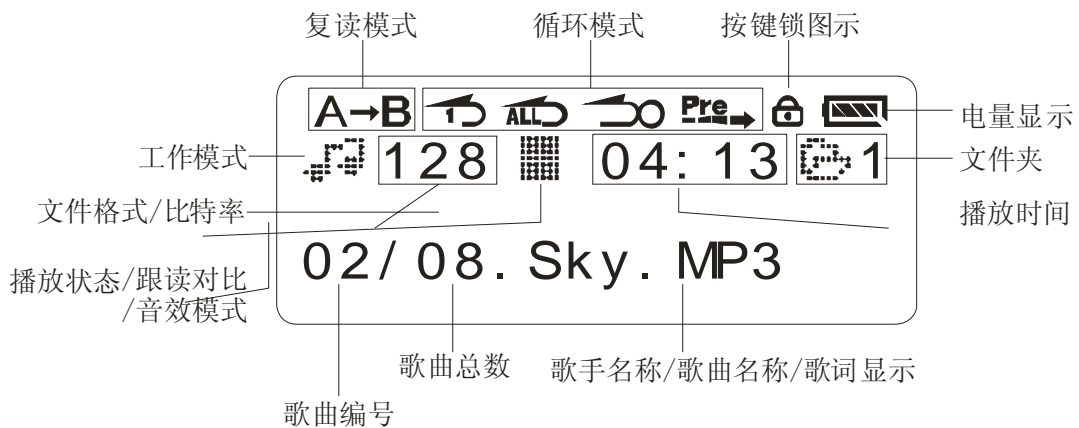 复读模式 循环模式 按键锁图示
A→B 1 ALL Pre 电量显示
工作模式 128 04: 13 1 文件夹
文件格式/比特率 播放时间
02/08. Sky. MP3
播放状态/跟读对比
/音效模式
歌曲总数 歌手名称/歌曲名称/歌词显示
歌曲编号